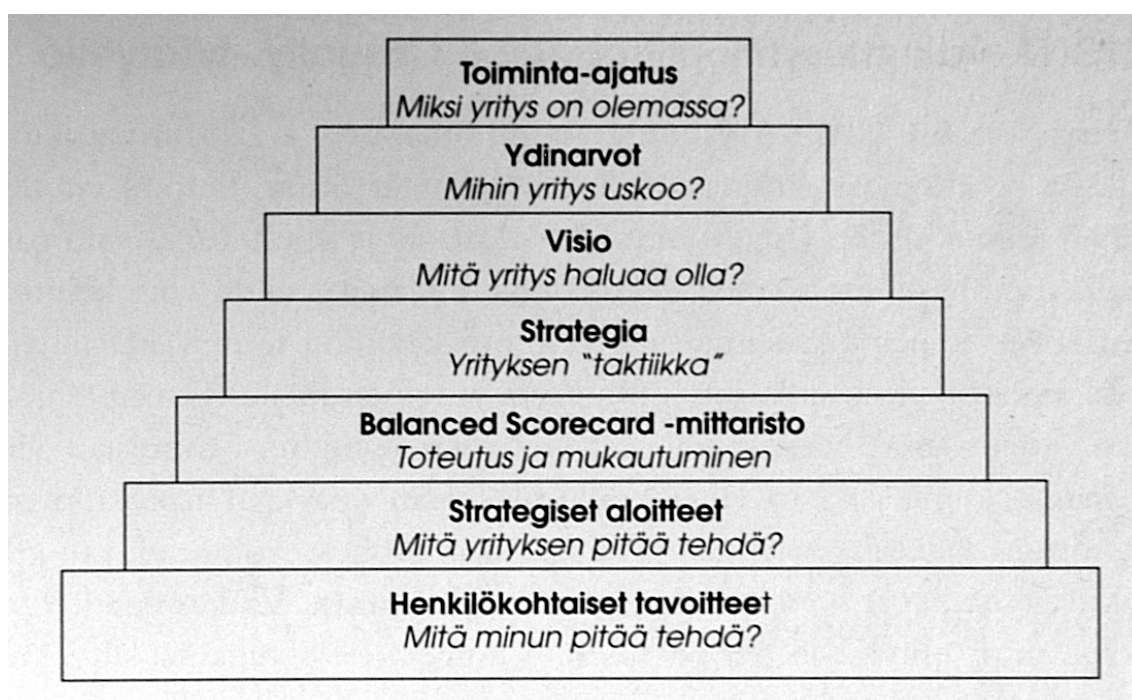 Toiminta-ajatus
Miksi yritys on olemassa?
Ydinarvot
Mihin yritys uskoo?
Visio
Mitä yritys haluaa olla?
Strategia
Yrityksen "taktiikka"
Balanced Scorecard -mittaristo
Toteutus ja mukautuminen
Strategiset aloitteet
Mitä yrityksen pitää tehdä?
Henkilökohtaiset tavoitteet
Mitä minun pitää tehdä?